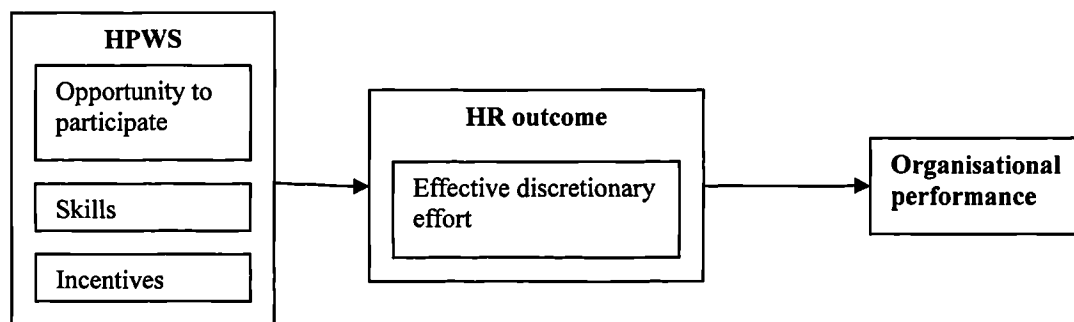 HPWS
Opportunity to
participate
Skills
Incentives
HR outcome
Effective discretionary
effort
Organisational
performance